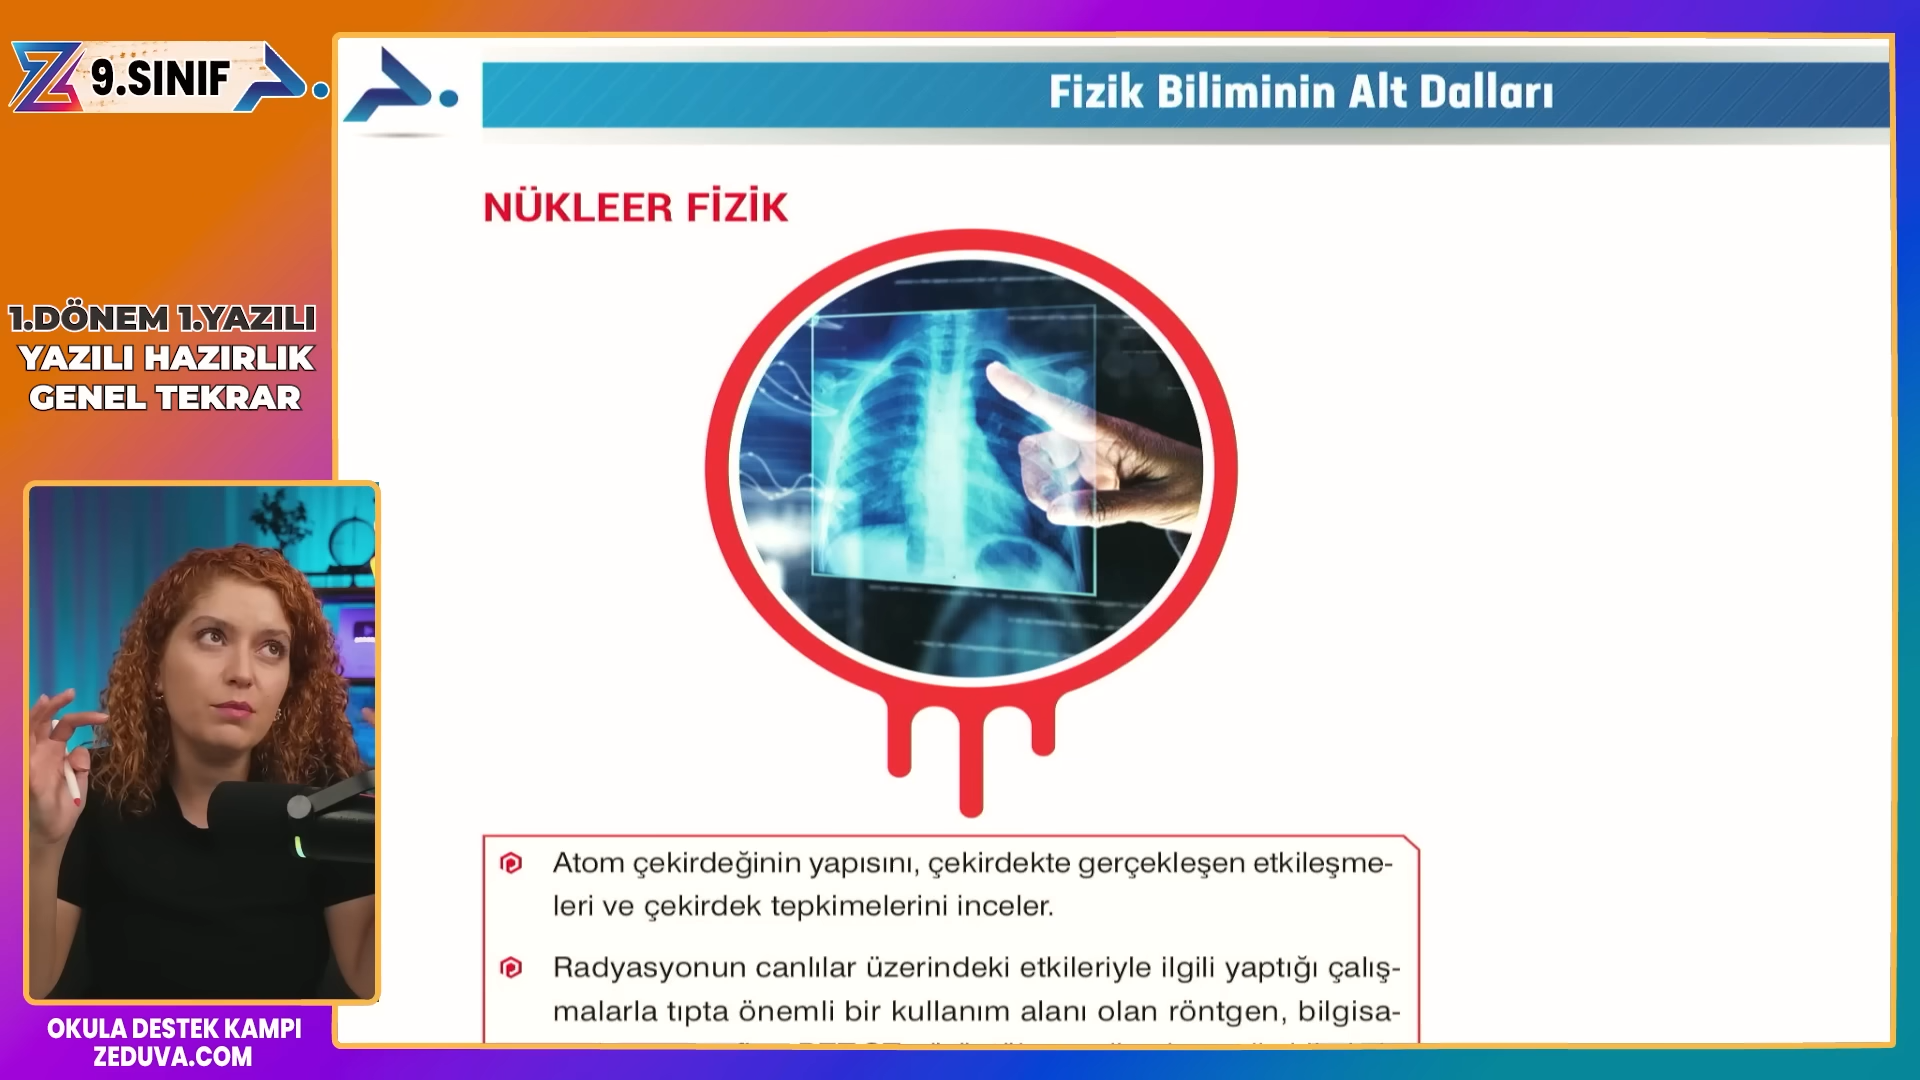 9.SINIF
Fizik Biliminin Alt Dalları
NÜKLEER FİZİK
1.DÖNEM 1.YAZILI
YAZILI HAZIRLIK
GENEL TEKRAR
Atom çekirdeğinin yapısını, çekirdekte gerçekleşen etkileşme-
leri ve çekirdek tepkimelerini inceler.
Radyasyonun canlılar üzerindeki etkileriyle ilgili yaptığı çalış-
malarla tıpta önemli bir kullanım alanı olan röntgen, bilgisa-
OKULA DESTEK KAMPI
ZEDUVA.COM